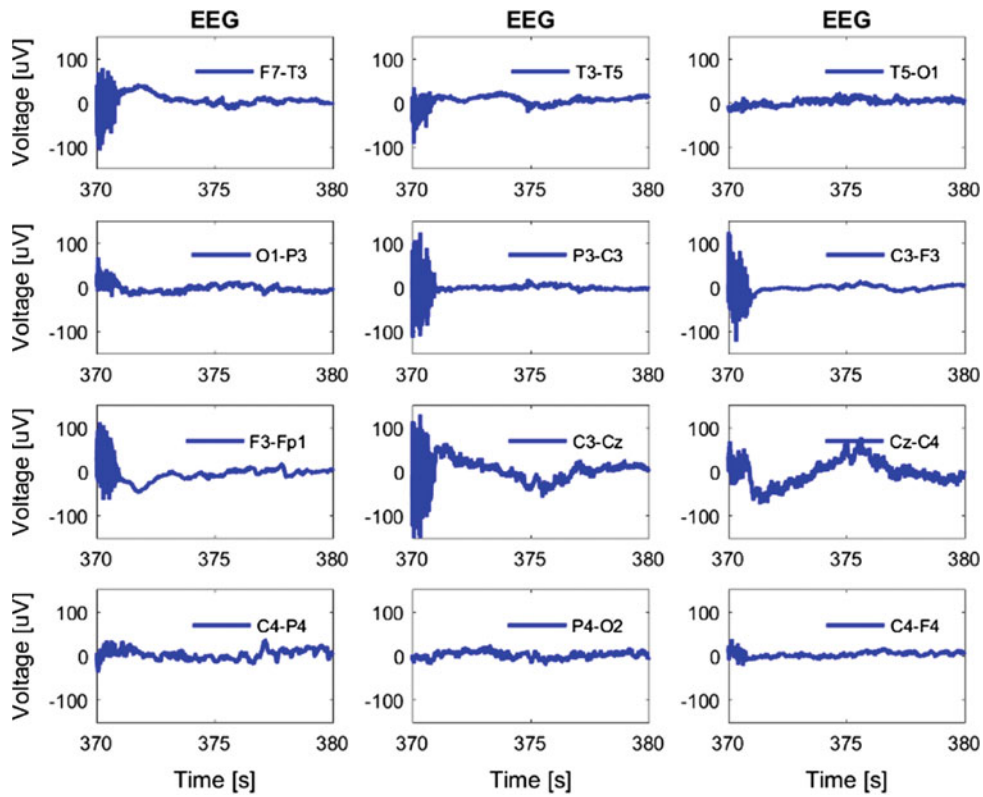 EEG EEG EEG
Voltage [uV]
100
0
-100
F7-T3
370 375 380
100
0
-100
T3-T5
370 375 380
100
0
-100
T5-O1
370 375 380
Voltage [uV]
100
0
-100
O1-P3
370 375 380
100
0
-100
P3-C3
370 375 380
100
0
-100
C3-F3
370 375 380
Voltage [uV]
100
0
-100
F3-Fp1
370 375 380
100
0
-100
C3-Cz
370 375 380
100
0
-100
Cz-C4
370 375 380
Voltage [uV]
100
0
-100
C4-P4
370 375 380
Time [s]
100
0
-100
P4-O2
370 375 380
Time [s]
100
0
-100
C4-F4
370 375 380
Time [s]